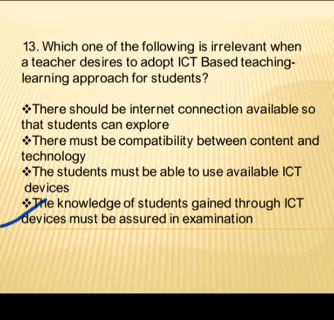 13. Which one of the following is irrelevant when
a teacher desires to adopt ICT Based teaching-
learning approach for students?
❖There should be internet connection available so
that students can explore
❖There must be compatibility between content and
technology
❖The students must be able to use available ICT
devices
❖The knowledge of students gained through ICT
devices must be assured in examination